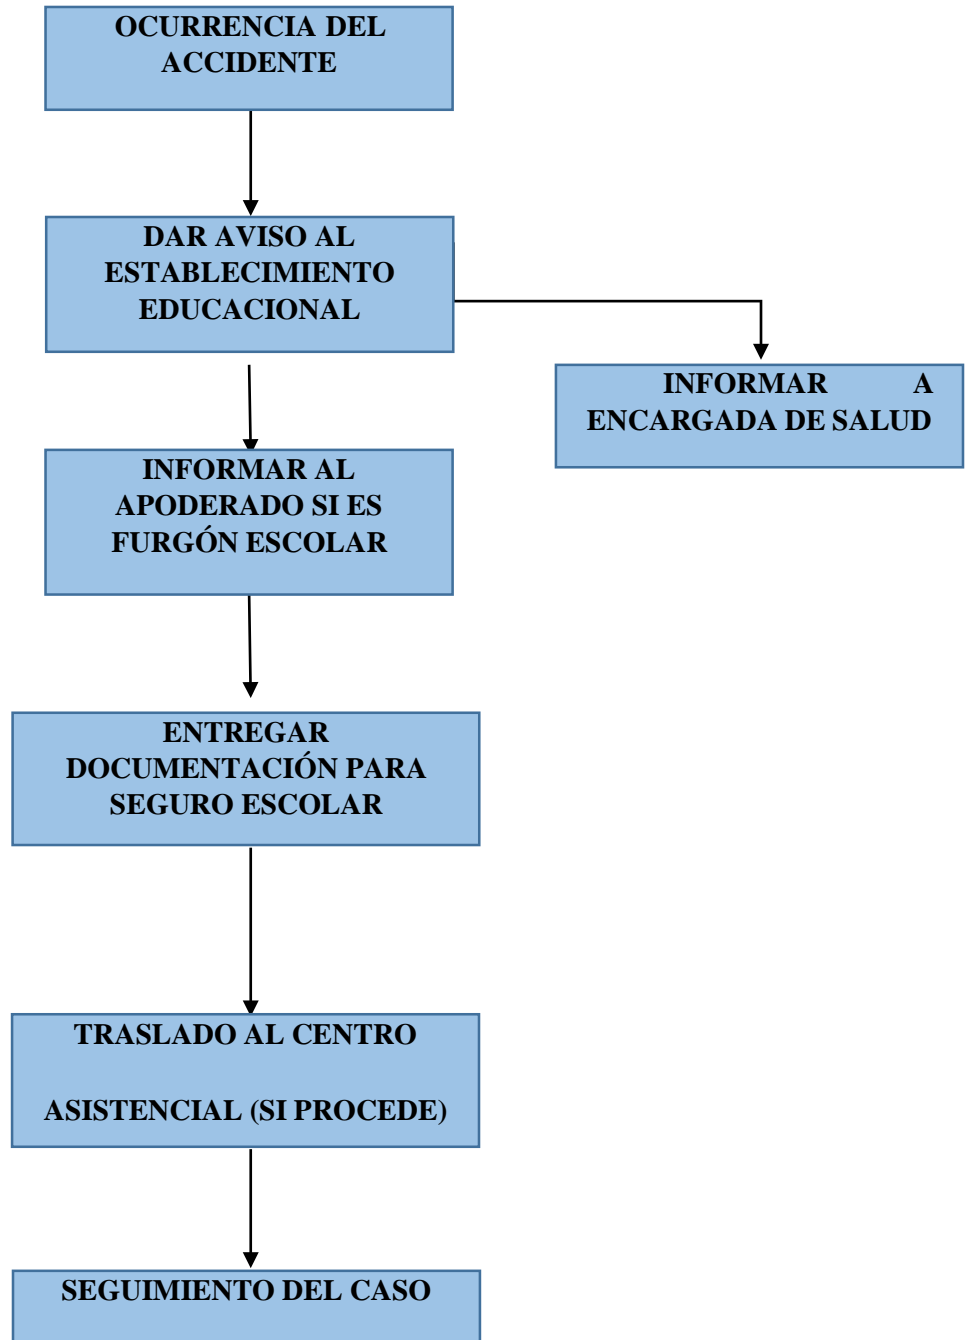 OCURRENCIA DEL
ACCIDENTE
DAR AVISO AL
ESTABLECIMIENTO
EDUCACIONAL
INFORMAR A
ENCARGADA DE SALUD
INFORMAR AL
APODERADO SI ES
FURGÓN ESCOLAR
ENTREGAR
DOCUMENTACIÓN PARA
SEGURO ESCOLAR
TRASLADO AL CENTRO
ASISTENCIAL (SI PROCEDE)
SEGUIMIENTO DEL CASO